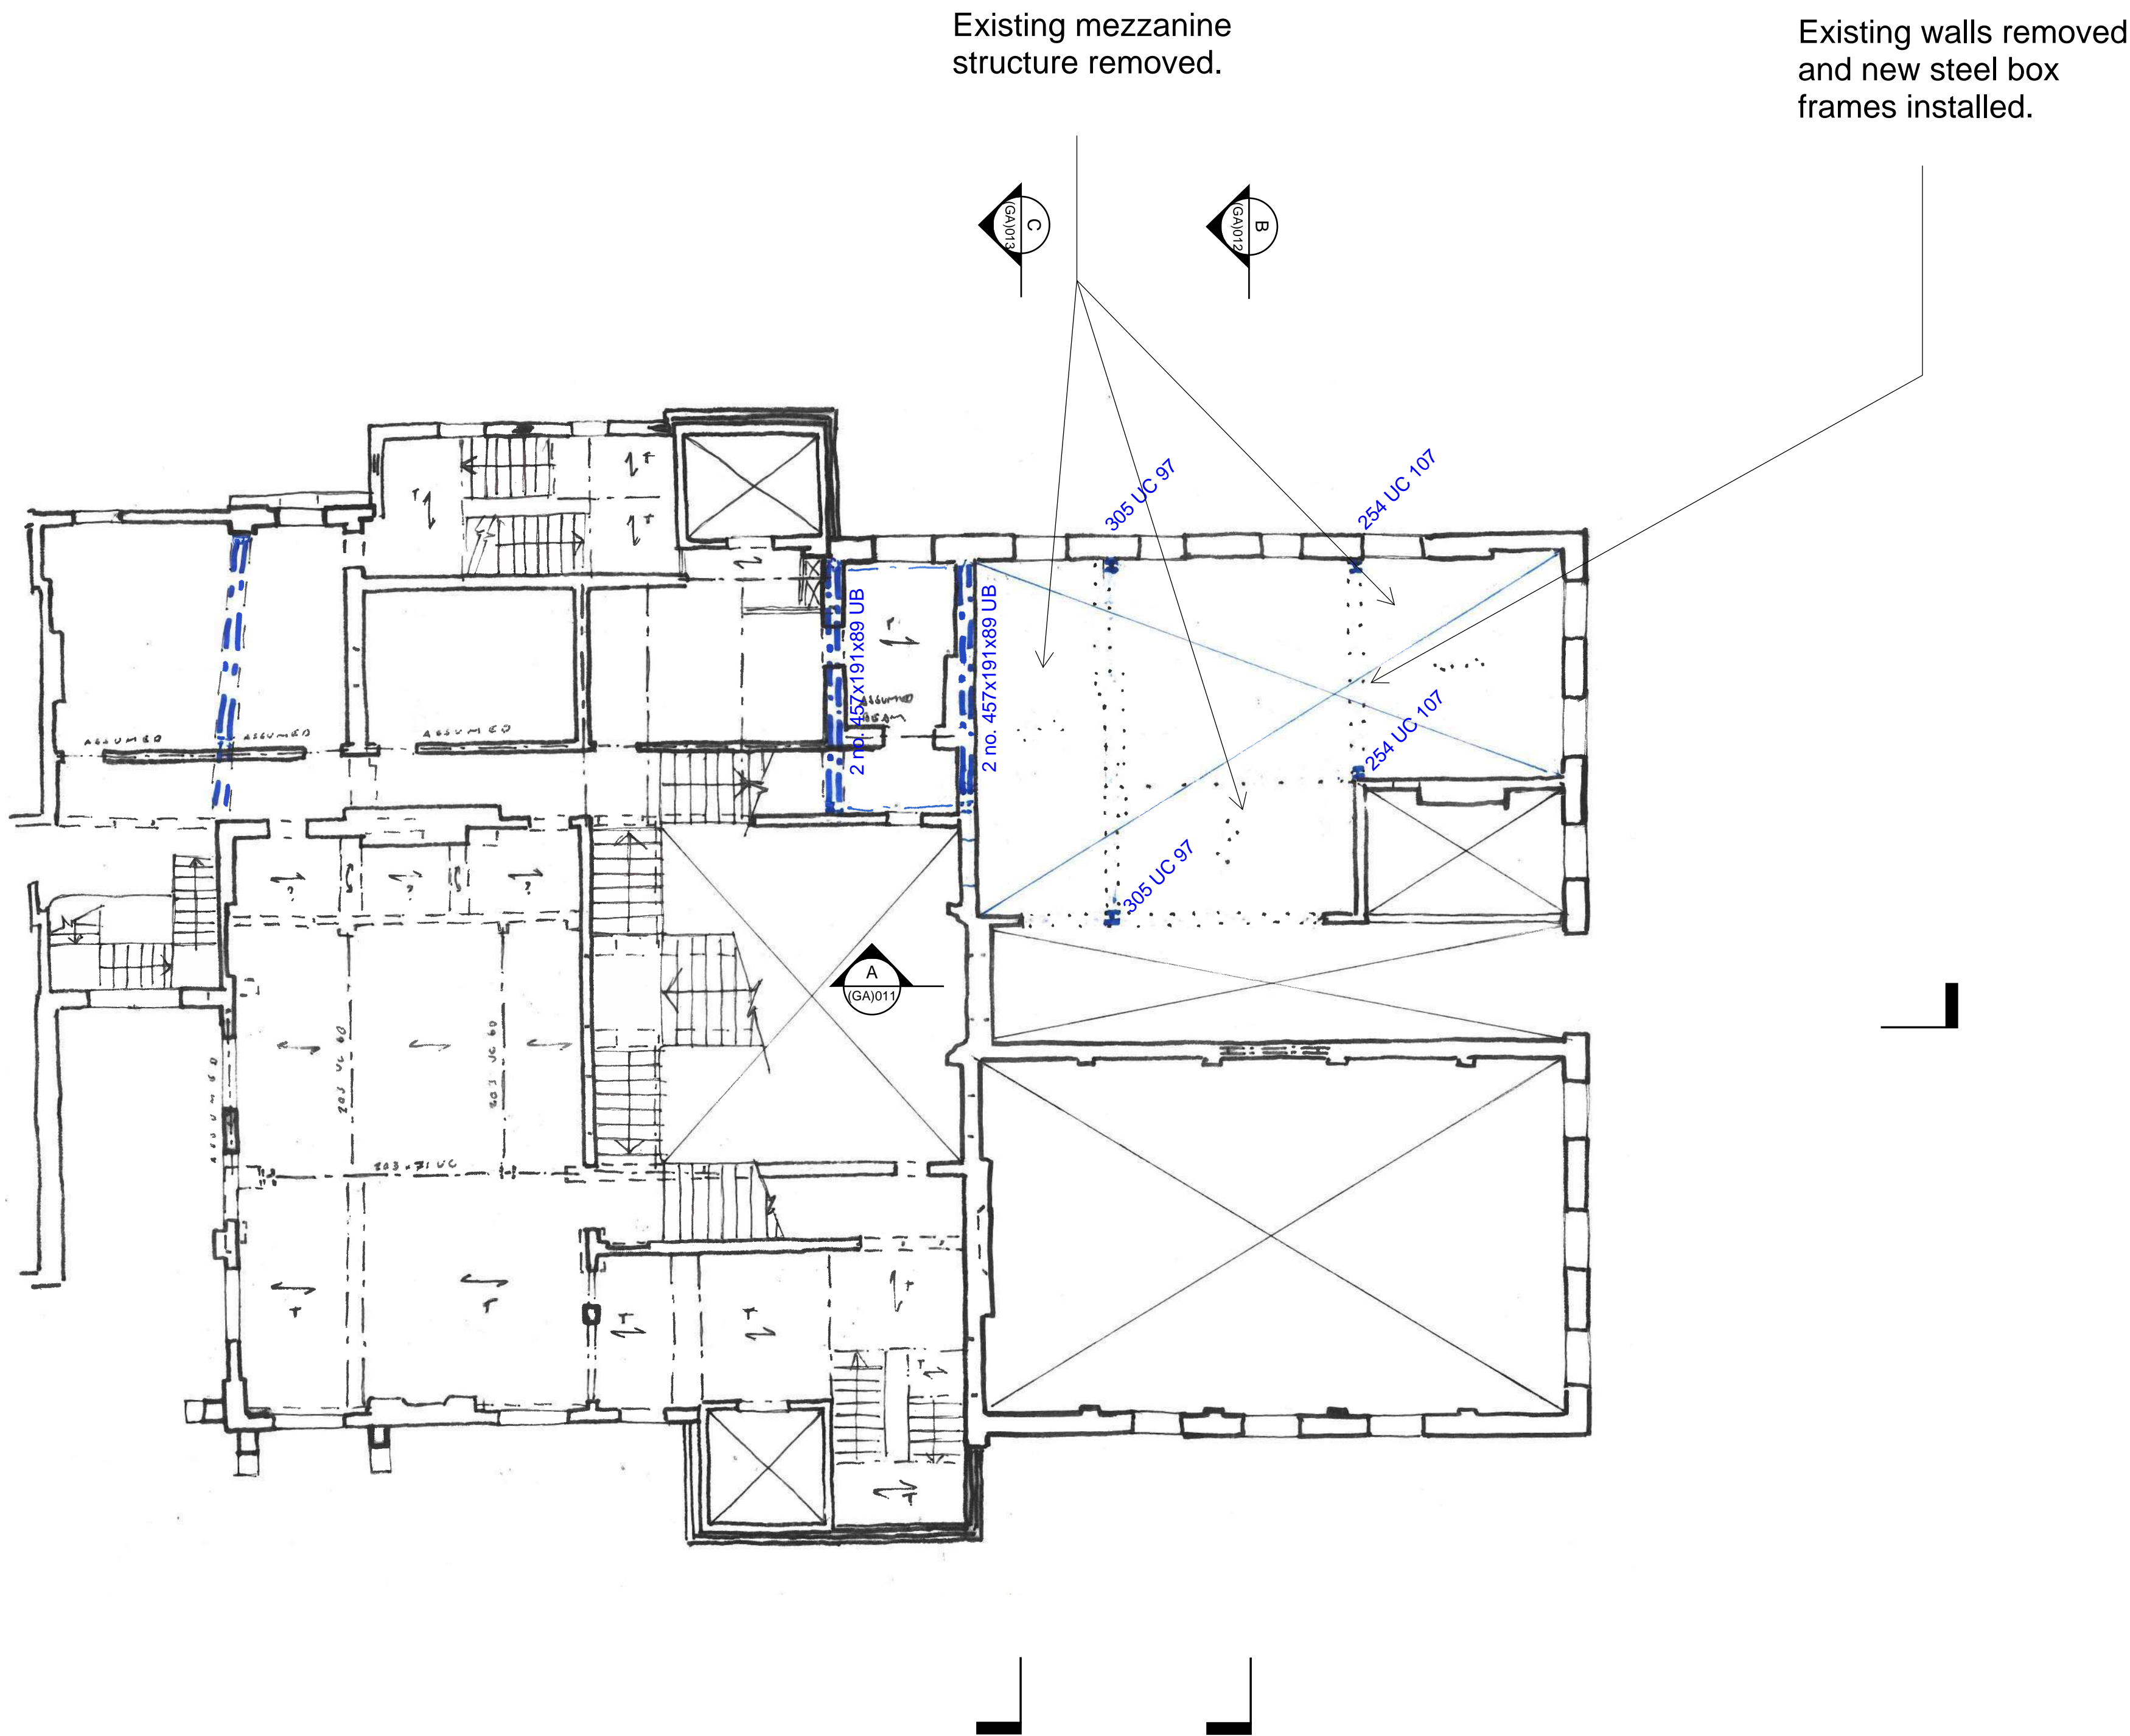 Existing mezzanine
structure removed.
Existing walls removed
and new steel box
frames installed.
C
(GA)013
B
(GA)012
305 UC 97
254 UC 107
T
T
T
2 no. 457x191x89 UB
2 no. 457x191x89 UB
ASSUMED
BEAM
ASSUMED
ASSUMED
ASSUMED
254 UC 107
305 UC 97
?
?
?
A
(GA)011
203 UC 60
203 UC 60
ASSUMED
203 x 71 UC
T
T
T
T
T
T
T